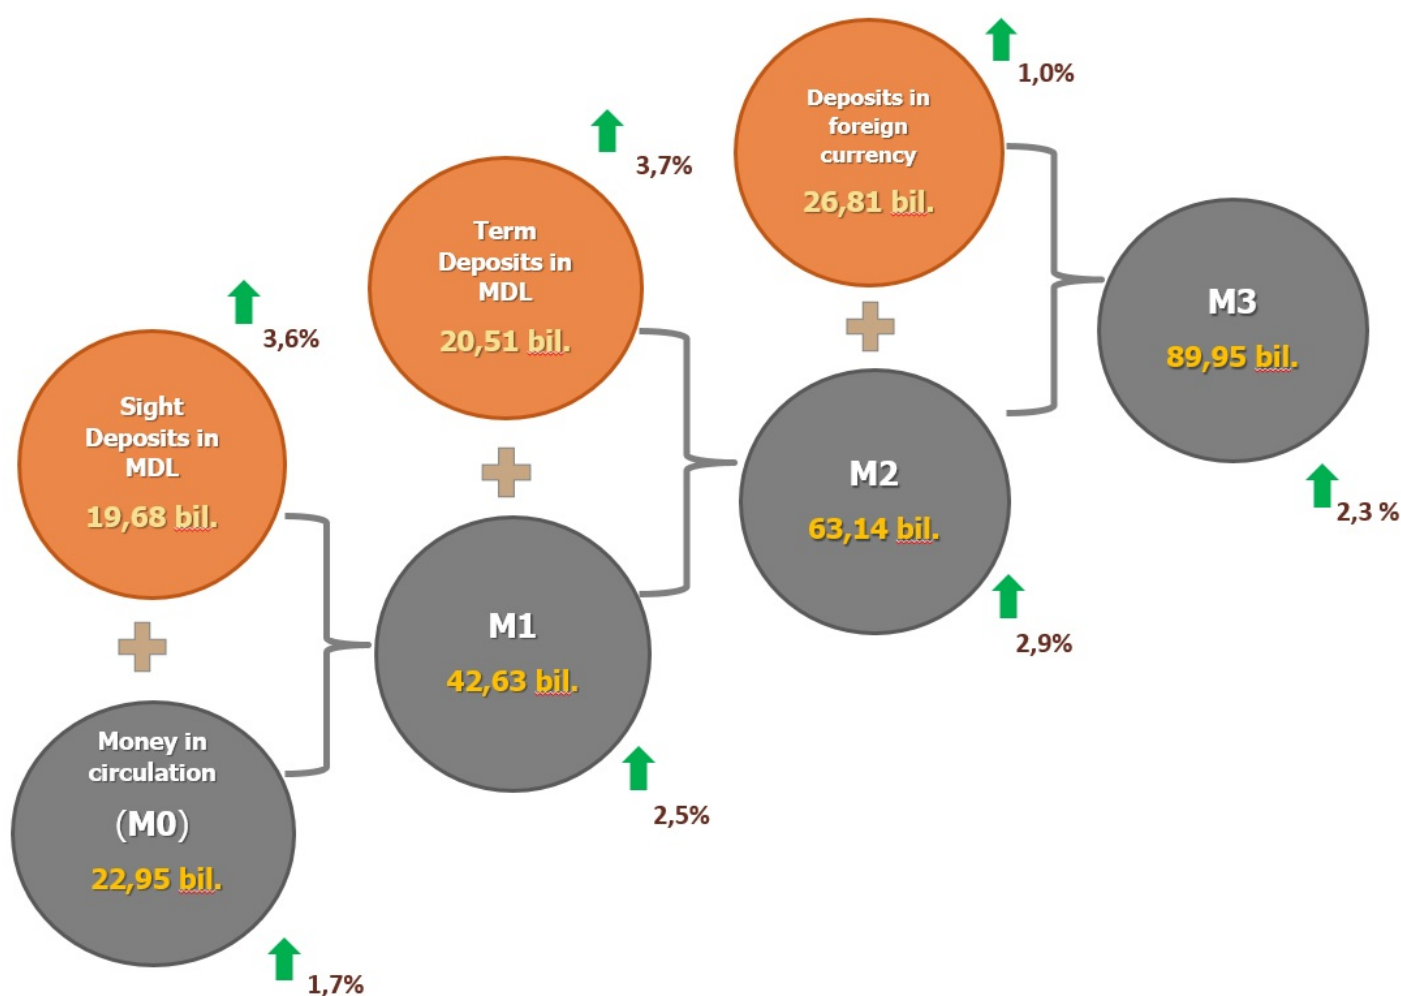 3,6%
Sight
Deposits in
MDL
19,68 bil.
Money in
circulation
(M0)
22,95 bil.
1,7%
3,7%
Term
Deposits in
MDL
20,51 bil.
M1
42,63 bil.
2,5%
1,0%
Deposits in
foreign
currency
26,81 bil.
M2
63,14 bil.
2,9%
M3
89,95 bil.
2,3 %